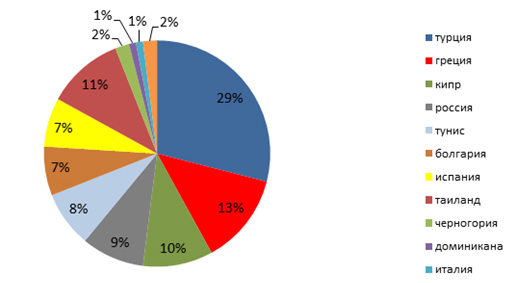 1%
1%
2%
2%
29%
11%
7%
7%
8%
9%
10%
13%
турция
греция
кипр
россия
тунис
болгария
испания
таиланд
черногория
доминикана
италия